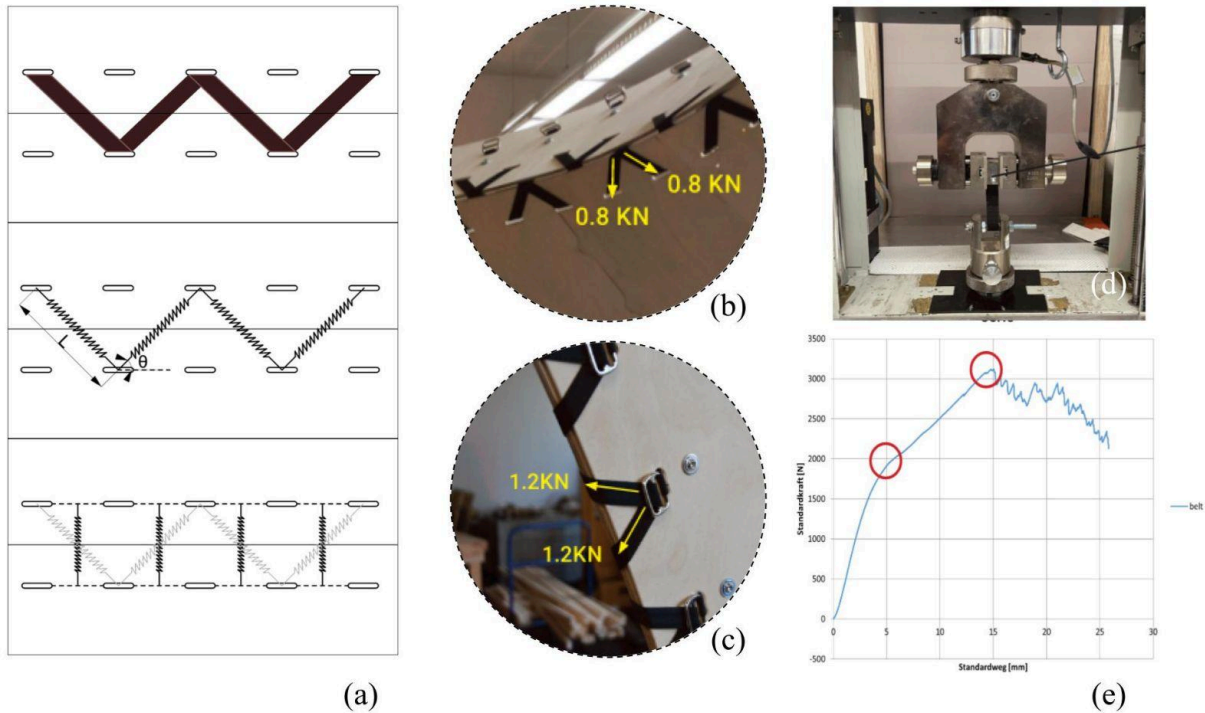 L
θ
(a)
0.8 KN
0.8 KN
(b)
1.2KN
1.2KN
(c)
(d)
3500
3000
2500
2000
1500
1000
500
0
-500
0
5
10
15
20
25
30
Standardkraft [N]
Standardweg [mm]
belt
(e)